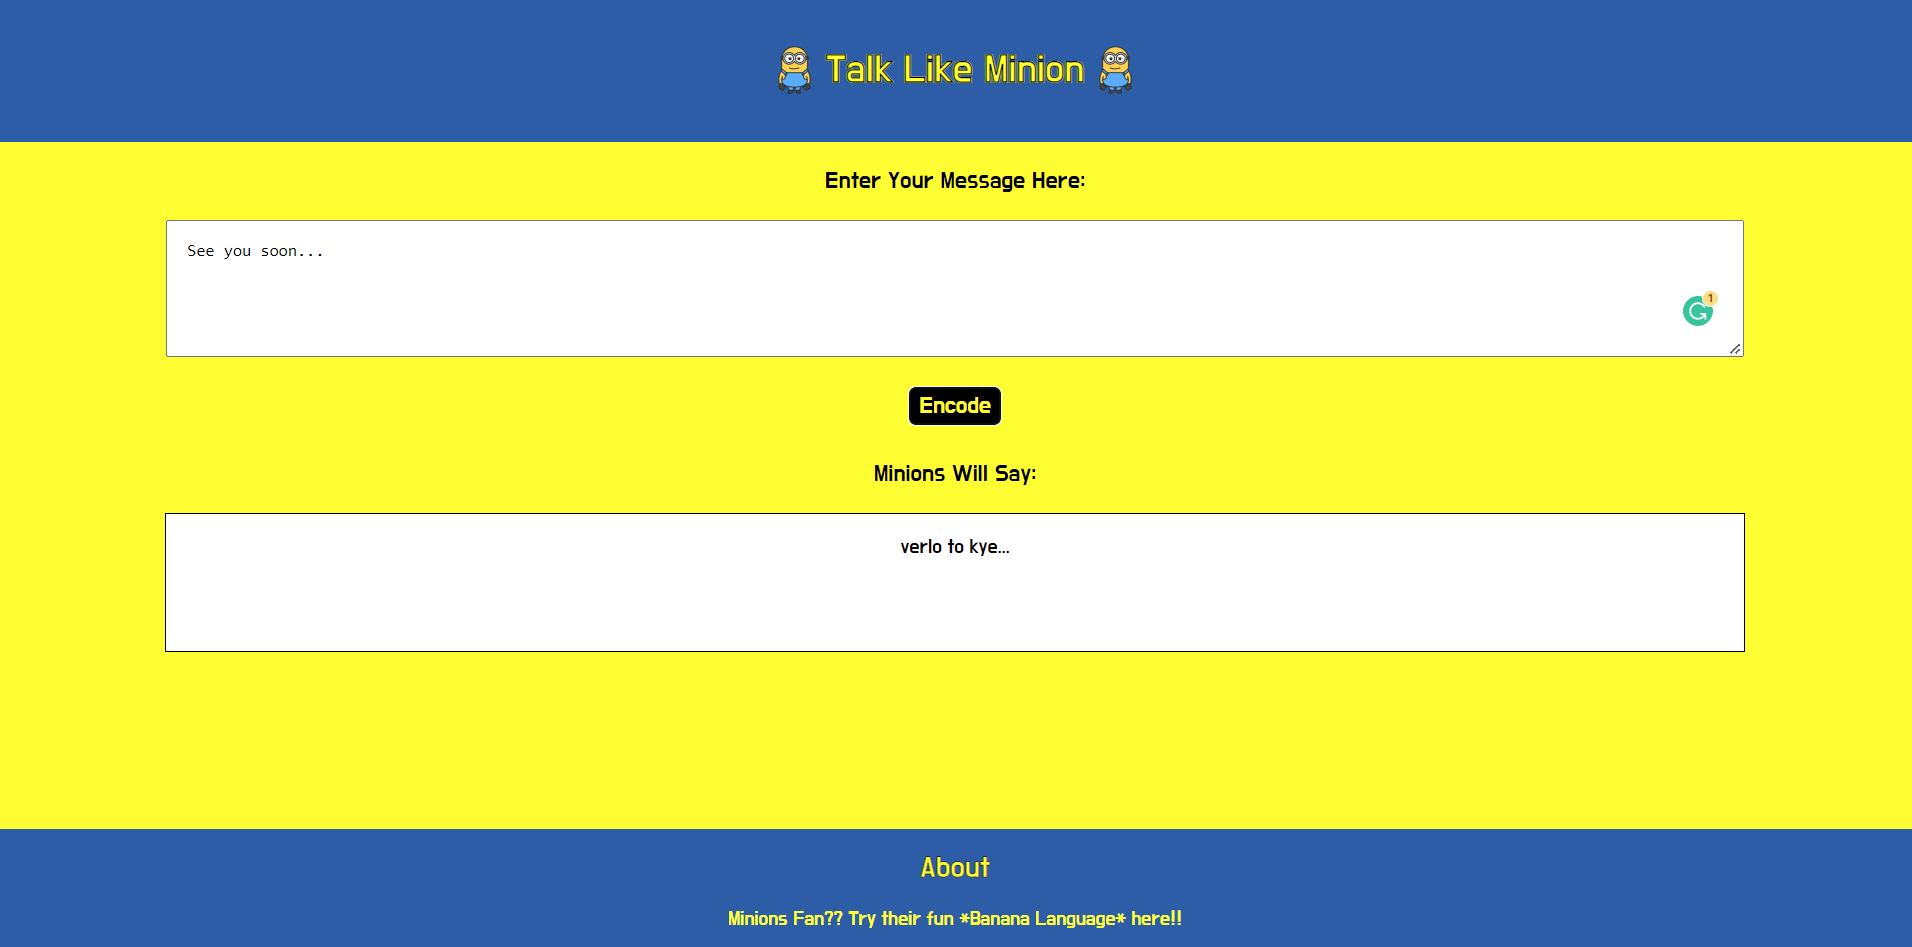 Talk Like Minion
Enter Your Message Here:
See you soon...
1
Encode
Minions Will Say:
verlo to kye...
About
Minions Fan?? Try their fun *Banana Language* here!!